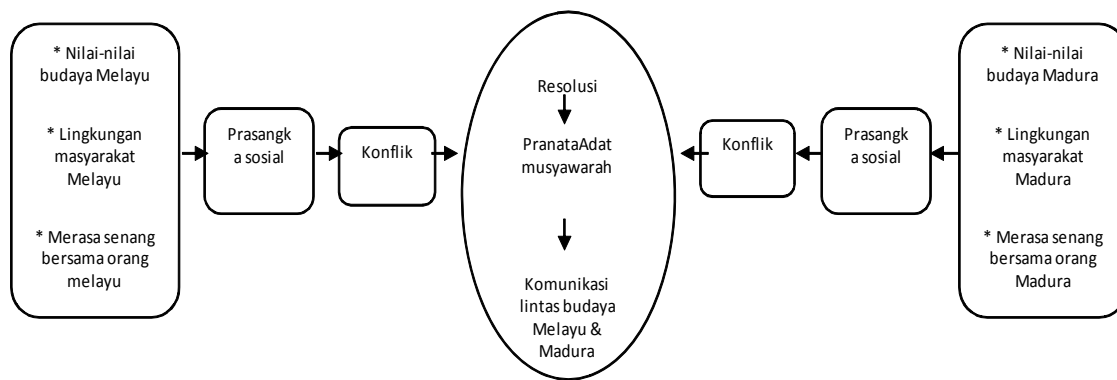 * Nilai-nilai
budaya Melayu
* Lingkungan
masyarakat
Melayu
* Merasa senang
bersama orang
melayu
Prasangk
a sosial
Konflik
Resolusi
PranataAdat
musyawarah
Komunikasi
lintas budaya
Melayu &
Madura
Konflik
Prasangk
a sosial
* Nilai-nilai
budaya Madura
* Lingkungan
masyarakat
Madura
* Merasa senang
bersama orang
Madura